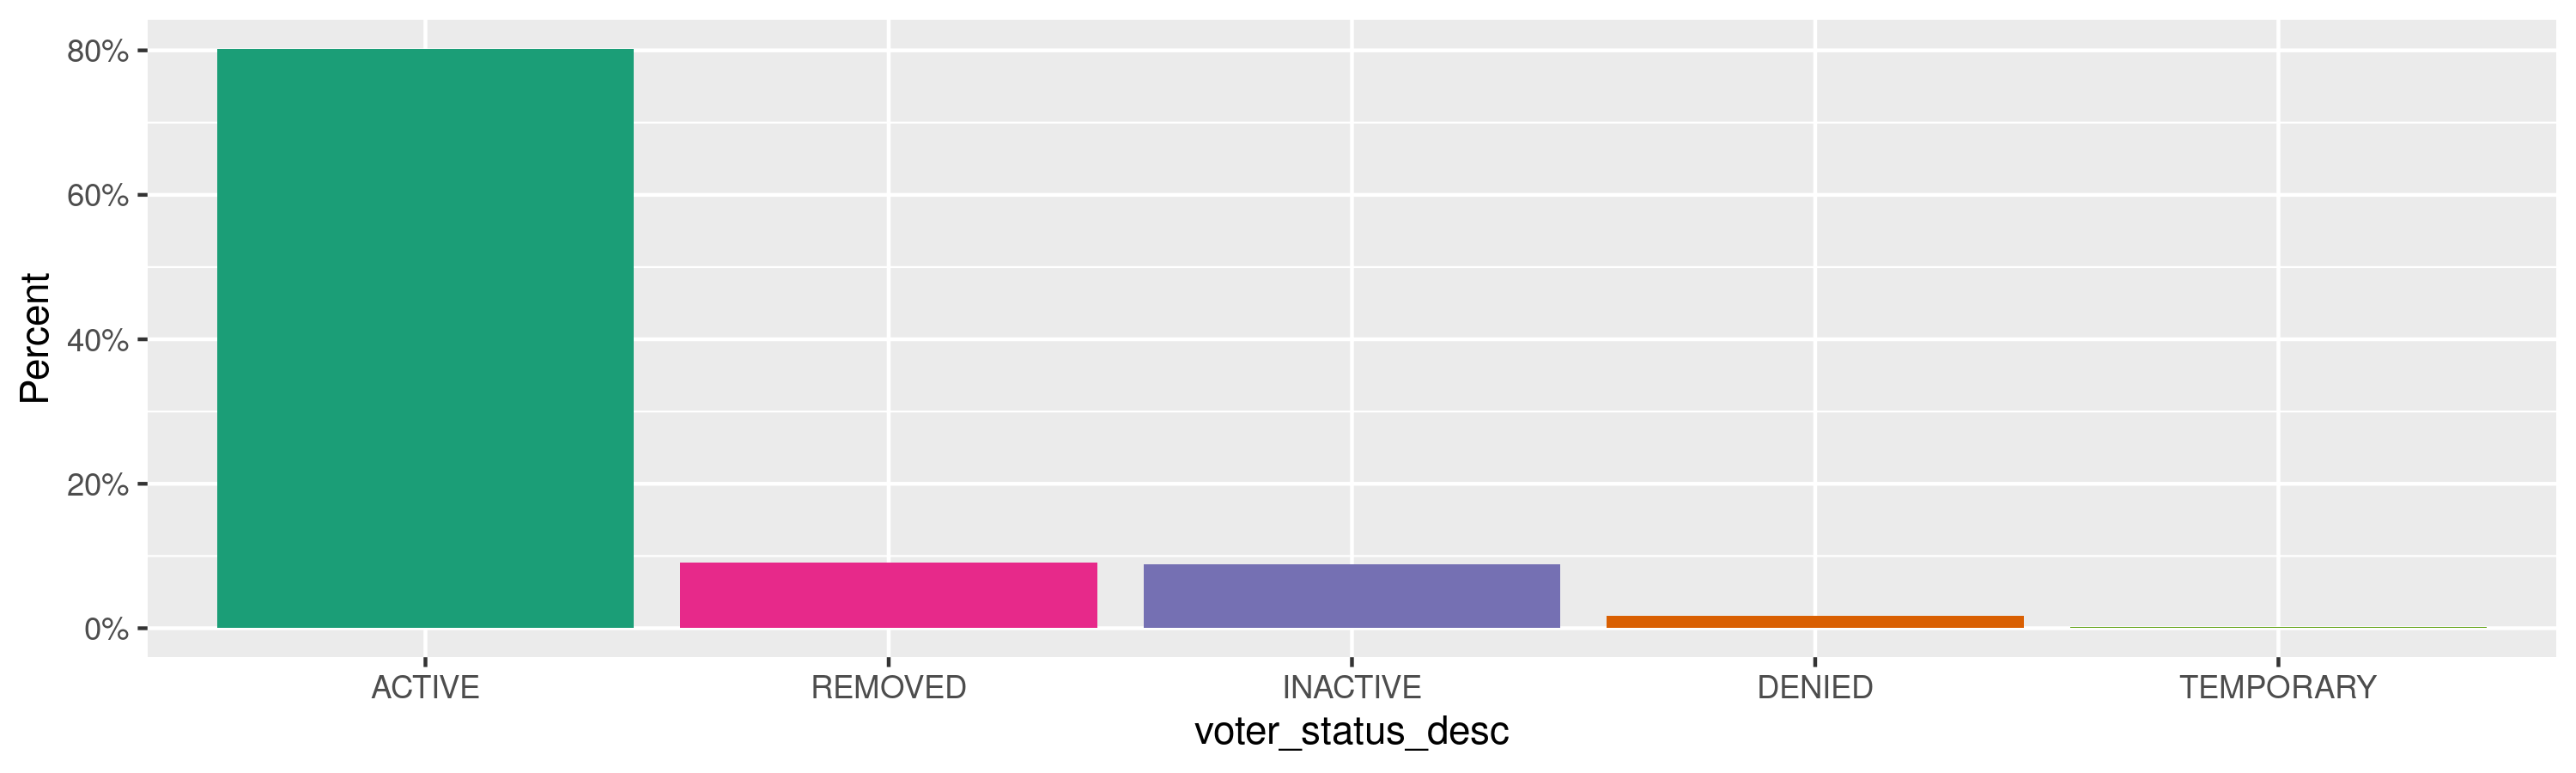 80%
60%
40%
20%
0%
Percent
ACTIVE REMOVED INACTIVE DENIED TEMPORARY
voter_status_desc